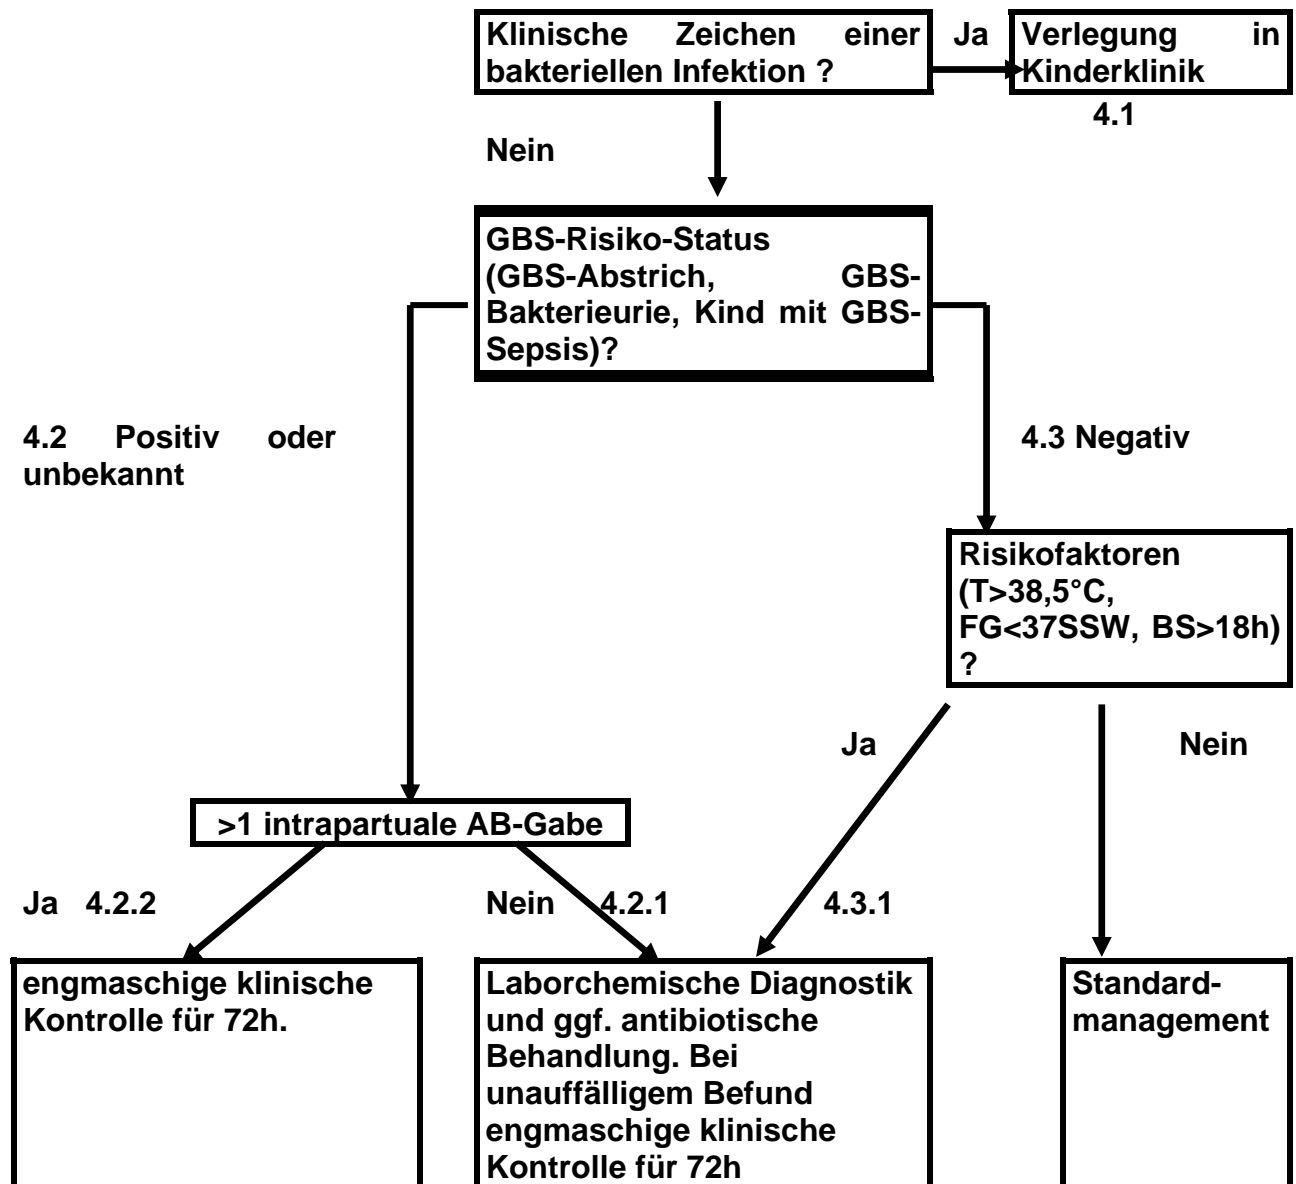 Klinische Zeichen einer
bakteriellen Infektion ?
Ja
Verlegung in
Kinderklinik
4.1
Nein
GBS-Risiko-Status
(GBS-Abstrich, GBS-
Bakterieurie, Kind mit GBS-
Sepsis)?
4.2 Positiv oder
unbekannt
4.3 Negativ
Risikofaktoren
(T>38,5°C,
FG<37SSW, BS>18h)
?
Ja
Nein
>1 intrapartuale AB-Gabe
Ja 4.2.2
Nein 4.2.1
4.3.1
engmaschige klinische
Kontrolle für 72h.
Laborchemische Diagnostik
und ggf. antibiotische
Behandlung. Bei
unauffälligem Befund
engmaschige klinische
Kontrolle für 72h
Standard-
management